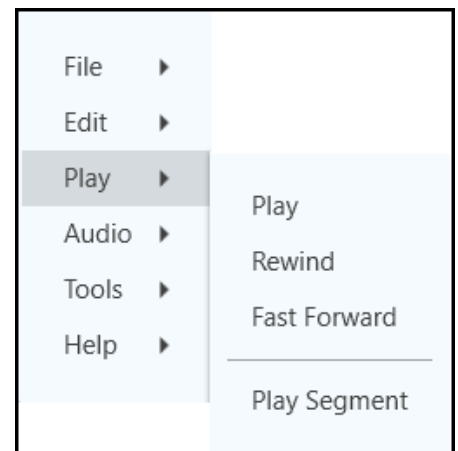 File
Edit
Play
Audio
Tools
Help
Play
Rewind
Fast Forward
Play Segment